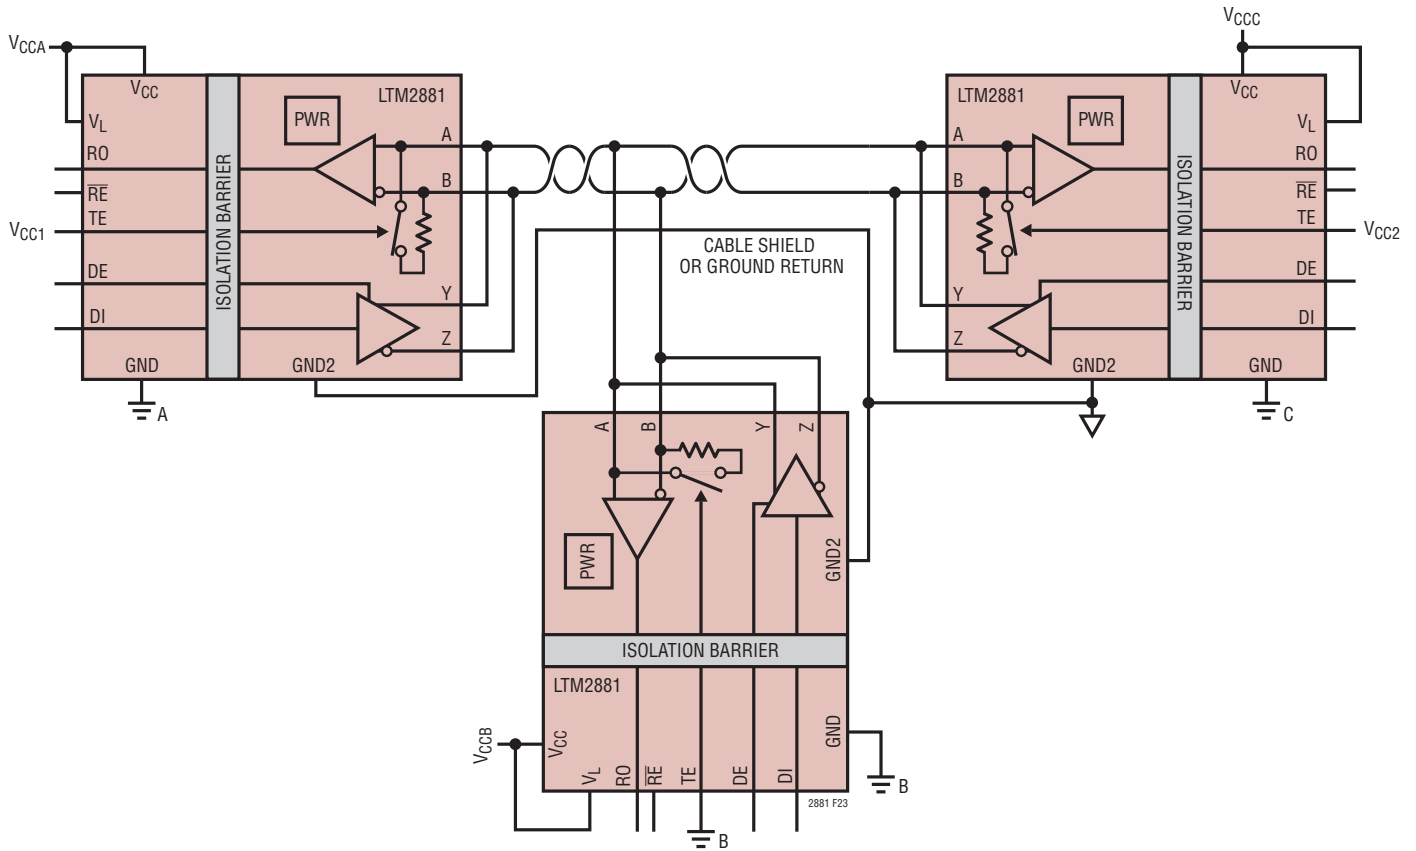 VCCA
VCC
LTM2881
PWR
VL
RO
RE
TE
VCC1
DE
DI
GND
GND2
A
B
Y
Z
ISOLATION BARRIER
A
CABLE SHIELD
OR GROUND RETURN
VCCC
LTM2881
PWR
VCC
VL
RO
RE
TE
VCC2
DE
DI
A
B
Y
Z
GND2
GND
ISOLATION BARRIER
C
A
B
Y
Z
PWR
GND2
ISOLATION BARRIER
LTM2881
VCCB
VCC
VL
RO
RE
TE
DE
DI
GND
B
2881 F23
B